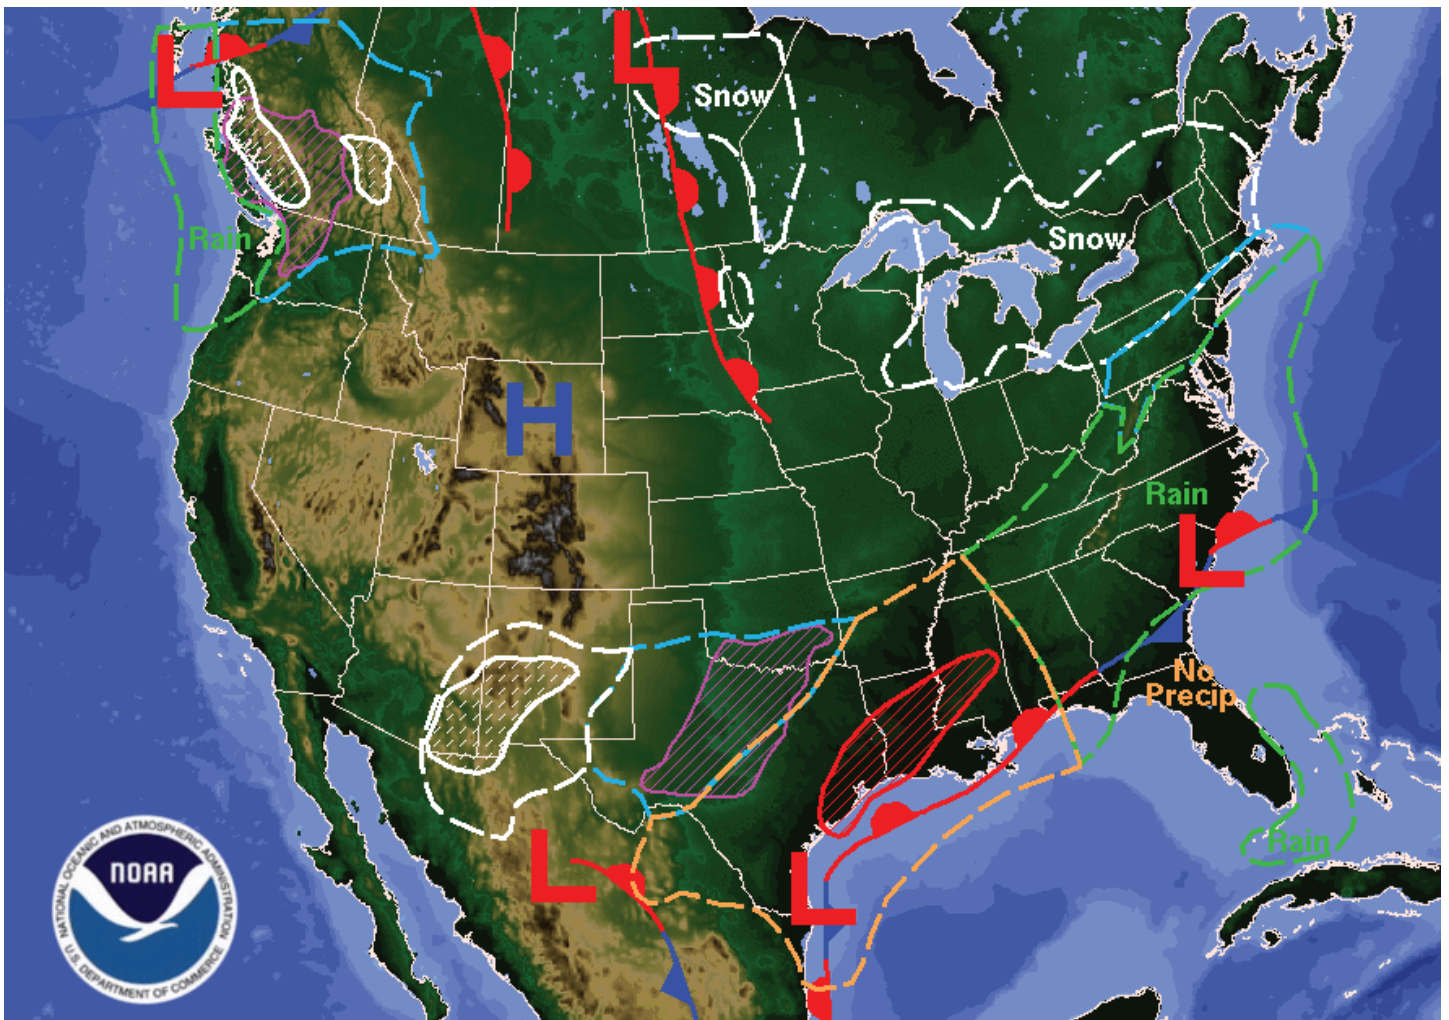 L
L
Snow
Rain
Snow
H
Rain
L
No
Precip
L
L
Rain
NATIONAL OCEANIC AND ATMOSPHERIC ADMINISTRATION
NOAA
U.S. DEPARTMENT OF COMMERCE